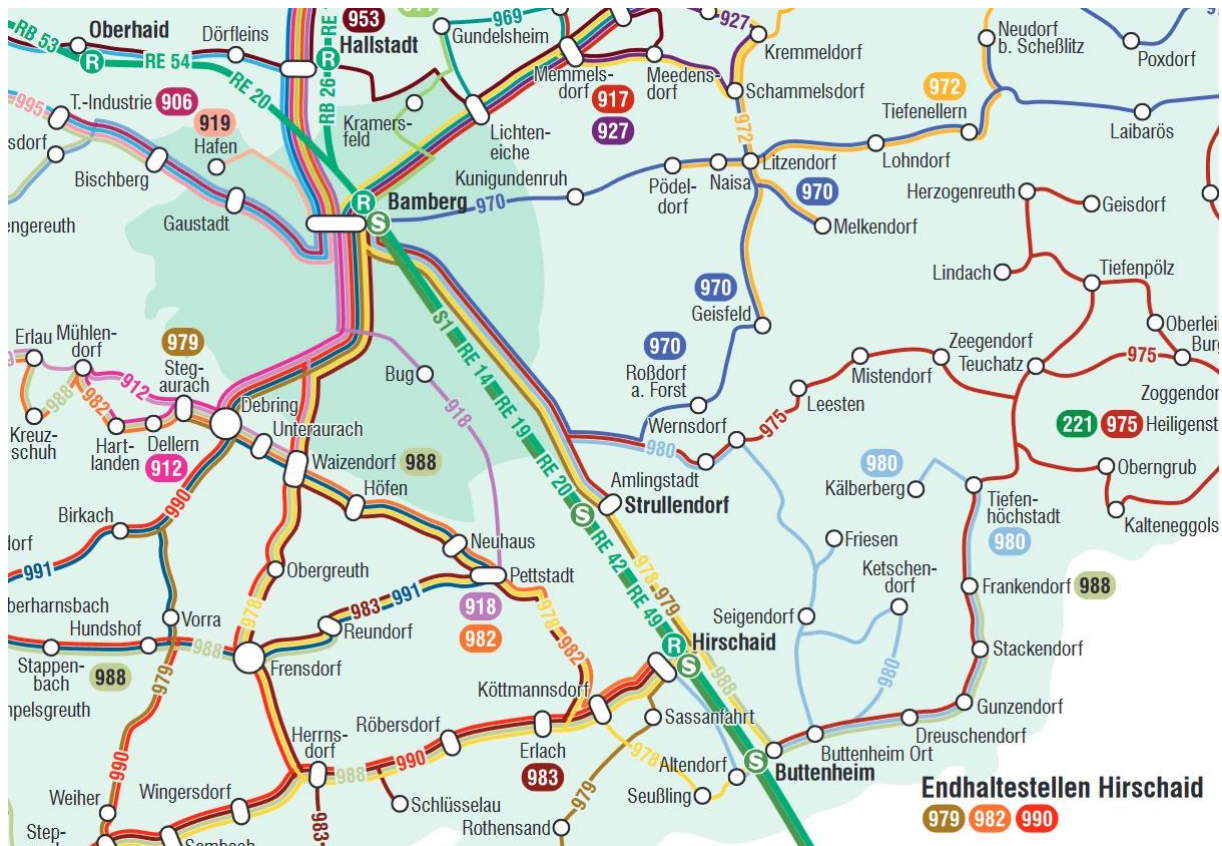 RB 53
Oberhaid
RE 54
Dörfleins
RE 20
953
RE
RB 26
Hallstadt
969
Gundelsheim
927
Kremmeldorf
Neudorf
b. Scheßlitz
Poxdorf
Memmels-
dorf
917
927
Meedens-
dorf
Schammelsdorf
972
972
Tiefenellern
Laibarös
995
T.-Industrie
906
919
Hafen
sdorf
Bischberg
Kramers-
feld
Lichten-
eiche
Kunigundenruh
970
Pödel-
dorf
Naisa
Litzendorf
Lohndorf
970
Melkendorf
Herzogenreuth
Geisdorf
engereuth
Gaustadt
R
Bamberg
S
Lindach
Tiefenpölz
S1
RE 14
RE 19
RE 20
RE 42
RE 49
970
Geisfeld
Oberlein
Burg
Erlau
Mühlen-
dorf
979
Steg-
aurach
912
988
982
Kreuz-
schuh
Hart-
landen
Dellern
912
Debring
Unteraurach
Bug
918
970
Roßdorf
a. Forst
Mistendorf
Zeegendorf
Teuchatz
975
Zoggendor
Leesten
975
Wernsdorf
980
Amlingstadt
Strullendorf
221
975
Heiligenst
Waizendorf
988
Höfen
980
Kälberberg
Tiefen-
höchstadt
980
Oberngrub
Kalteneggols
990
Birkach
dorf
991
Neuhaus
Pettstadt
918
982
Friesen
Ketschen-
dorf
Frankendorf
988
Obergreuth
978
983
991
Reundorf
978
982
978
979
988
Seigendorf
980
Stackendorf
berharnsbach
Hundshof
Vorra
988
Stappen-
bach
988
Frensdorf
979
mpelsgreuth
R
Hirschaid
S
Köttmannsdorf
Sassanfahrt
Gunzendorf
Dreuschendorf
Buttenheim Ort
Röbersdorf
Herrns-
dorf
988
990
Erlach
983
978
Altendorf
Seußling
Buttenheim
990
Weiher
Wingersdorf
Schlüsselau
983
979
Rothensand
Step-
Sambach
Endhaltestellen Hirschaid
979
982
990